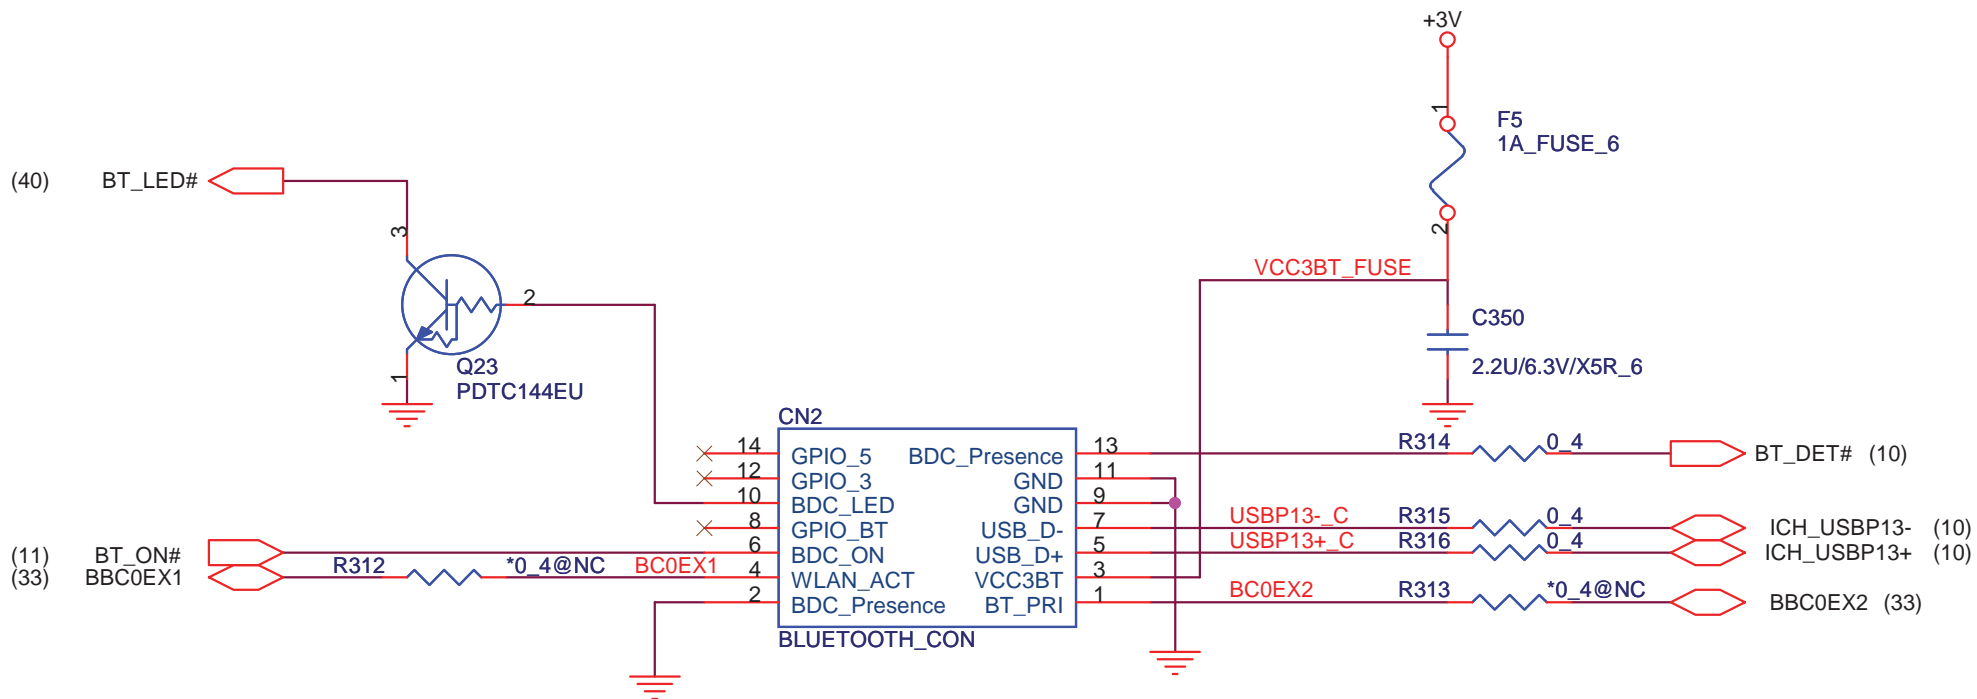 +3V
1
F5
1A_FUSE_6
2
(40) BT_LED#
3
2
Q23
PDTC144EU
1
VCC3BT_FUSE
C350
2.2U/6.3V/X5R_6
CN2
14 GPIO_5 BDC_Presence 13 R314 0_4 BT_DET# (10)
12 GPIO_3 GND 11
10 BDC_LED GND 9
8 GPIO_BT USB_D- 7 USBP13-_C R315 0_4 ICH_USBP13- (10)
(11) BT_ON# 6 BDC_ON USB_D+ 5 USBP13+_C R316 0_4 ICH_USBP13+ (10)
(33) BBC0EX1 R312 *0_4@NC BC0EX1 4 WLAN_ACT VCC3BT 3
2 BDC_Presence BT_PRI 1 BC0EX2 R313 *0_4@NC BBC0EX2 (33)
BLUETOOTH_CON